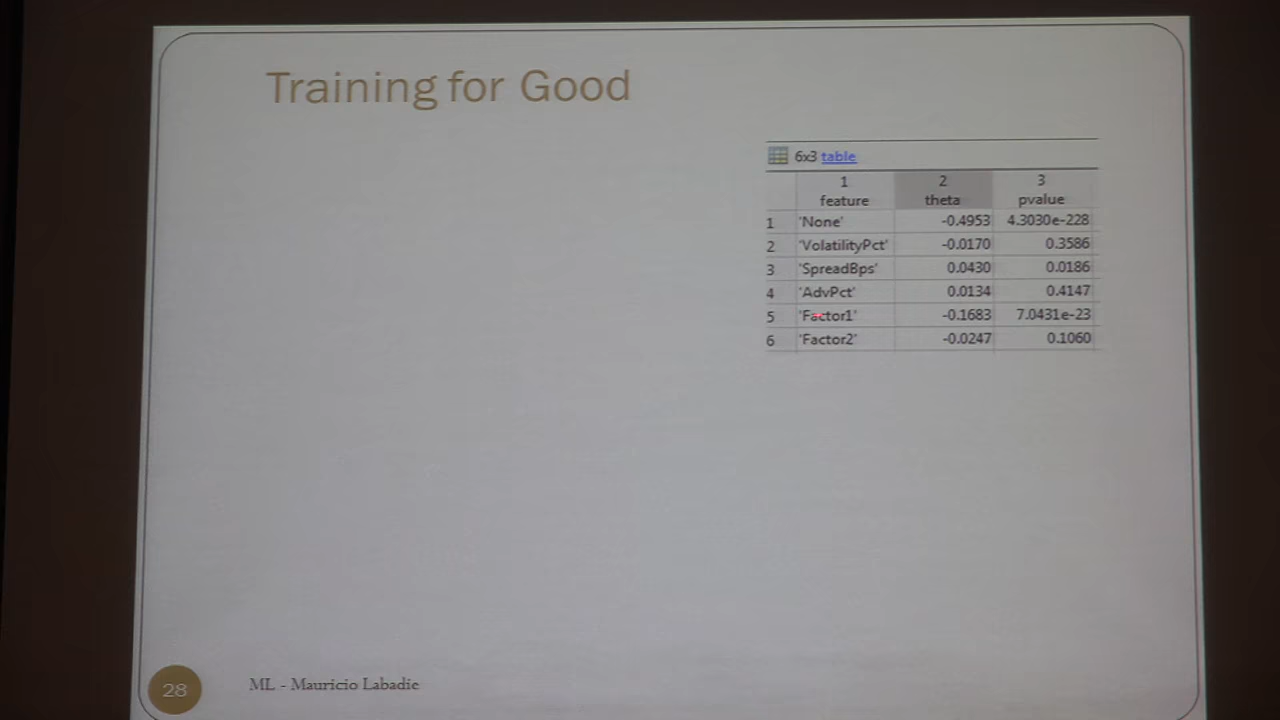 Training for Good
6x3 table
1 2 3
feature theta pvalue
1 'None' -0.4953 4.3030e-228
2 'VolatilityPct' -0.0170 0.3586
3 'SpreadBps' 0.0430 0.0186
4 'AdvPct' 0.0134 0.4147
5 'Factor1' -0.1683 7.0431e-23
6 'Factor2' -0.0247 0.1060
28 ML - Mauricio Labadie